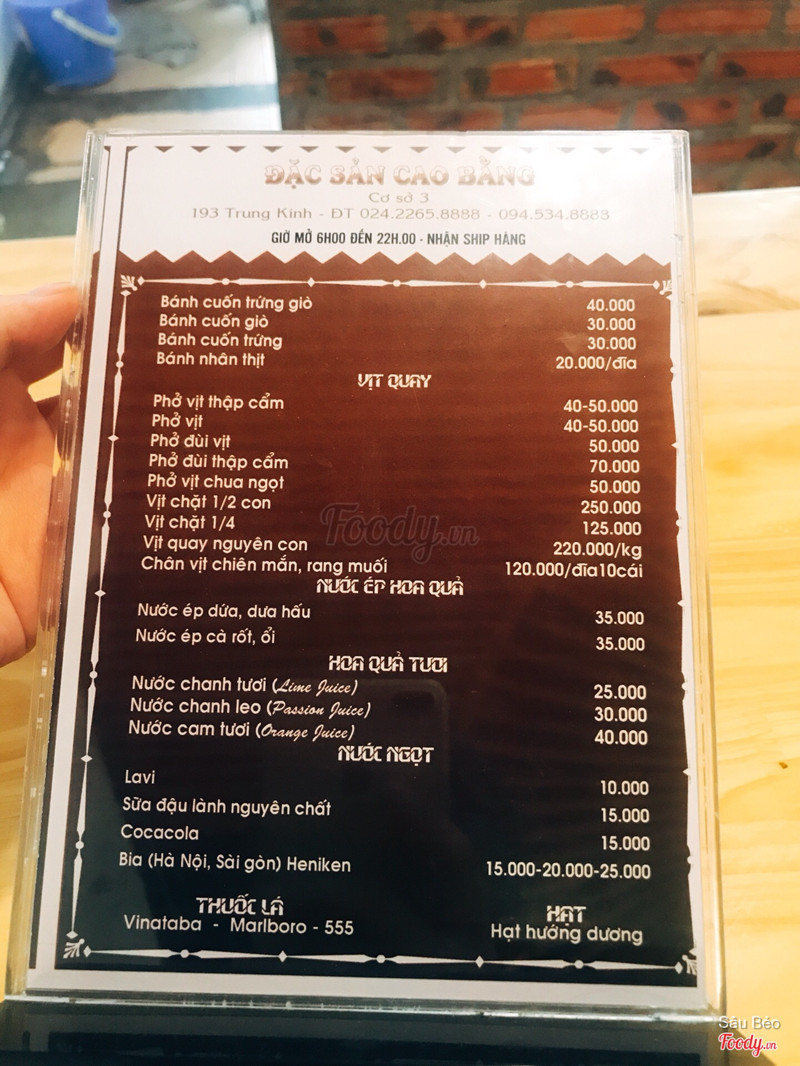 ĐẶC SẢN CAO BẰNG
Cơ sở 3
193 Trung Kính - ĐT 024.2265.8888 - 094.534.8888
GIỜ MỞ 6H00 ĐẾN 22H.00 - NHẬN SHIP HÀNG
Bánh cuốn trứng giò 40.000
Bánh cuốn giò 30.000
Bánh cuốn trứng 30.000
Bánh nhân thịt 20.000/đĩa
VỊT QUAY
Phở vịt thập cẩm 40-50.000
Phở vịt 40-50.000
Phở đùi vịt 50.000
Phở đùi thập cẩm 70.000
Phở vịt chua ngọt 50.000
Vịt chặt 1/2 con 250.000
Vịt chặt 1/4 125.000
Vịt quay nguyên con 220.000/kg
Chân vịt chiên mắn, rang muối 120.000/đĩa10cái
NƯỚC ÉP HOA QUẢ
Nước ép dứa, dưa hấu 35.000
Nước ép cà rốt, ổi 35.000
HOA QUẢ TƯƠI
Nước chanh tươi (Lime Juice) 25.000
Nước chanh leo (Passion Juice) 30.000
Nước cam tươi (Orange Juice) 40.000
NƯỚC NGỌT
Lavi 10.000
Sữa đậu lành nguyên chất 15.000
Cocacola 15.000
Bia (Hà Nội, Sài gòn) Heniken 15.000-20.000-25.000
THUỐC LÁ
Vinataba - Marlboro - 555
HẠT
Hạt hướng dương
Foody.vn
Sâu Béo
Foody.vn